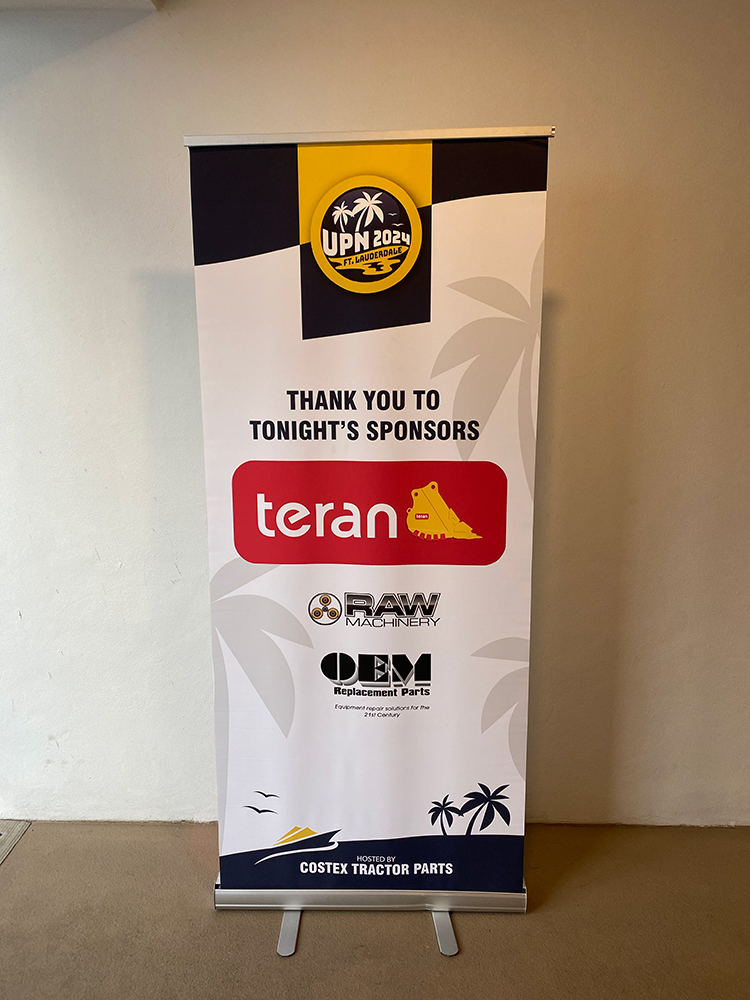 UPN 2024
FT. LAUDERDALE
THANK YOU TO
TONIGHT'S SPONSORS
teran
teran
RAW
MACHINERY
OEM
Replacement Parts
Equipment repair solutions for the
21st Century
HOSTED BY
COSTEX TRACTOR PARTS